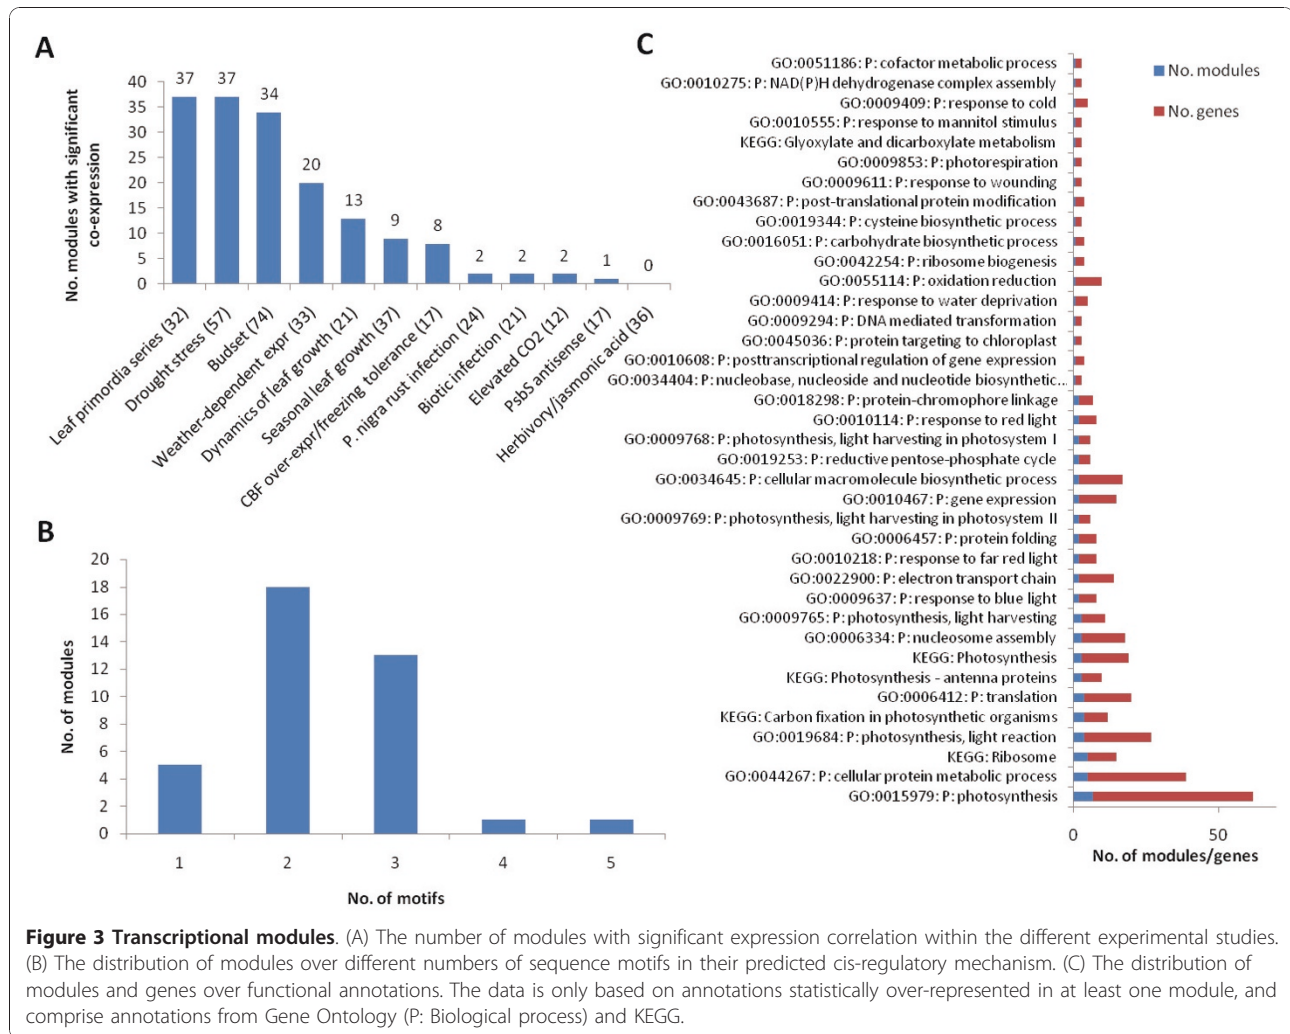 A
No. modules with significant
co-expression
40
35
30
25
20
15
10
5
0
37
37
34
20
13
9
8
2
2
2
1
0
Leaf primordia series (32)
Drought stress (57)
Budset (74)
Weather-dependent expr (33)
Dynamics of leaf growth (21)
Seasonal leaf growth (37)
CBF over-expr/freezing tolerance (17)
P. nigra rust infection (24)
Biotic infection (21)
Elevated CO2 (12)
PsbS antisense (17)
Herbivory/jasmonic acid (36)
B
No. of modules
20
18
16
14
12
10
8
6
4
2
0
1
2
3
4
5
No. of motifs
C
No. modules
No. genes
GO:0051186: P: cofactor metabolic process
GO:0010275: P: NAD(P)H dehydrogenase complex assembly
GO:0009409: P: response to cold
GO:0010555: P: response to mannitol stimulus
KEGG: Glyoxylate and dicarboxylate metabolism
GO:0009853: P: photorespiration
GO:0009611: P: response to wounding
GO:0043687: P: post-translational protein modification
GO:0019344: P: cysteine biosynthetic process
GO:0016051: P: carbohydrate biosynthetic process
GO:0042254: P: ribosome biogenesis
GO:0055114: P: oxidation reduction
GO:0009414: P: response to water deprivation
GO:0009294: P: DNA mediated transformation
GO:0045036: P: protein targeting to chloroplast
GO:0010608: P: posttranscriptional regulation of gene expression
GO:0034404: P: nucleobase, nucleoside and nucleotide biosynthetic...
GO:0018298: P: protein-chromophore linkage
GO:0010114: P: response to red light
GO:0009768: P: photosynthesis, light harvesting in photosystem I
GO:0019253: P: reductive pentose-phosphate cycle
GO:0034645: P: cellular macromolecule biosynthetic process
GO:0010467: P: gene expression
GO:0009769: P: photosynthesis, light harvesting in photosystem II
GO:0006457: P: protein folding
GO:0010218: P: response to far red light
GO:0022900: P: electron transport chain
GO:0009637: P: response to blue light
GO:0009765: P: photosynthesis, light harvesting
GO:0006334: P: nucleosome assembly
KEGG: Photosynthesis
KEGG: Photosynthesis - antenna proteins
GO:0006412: P: translation
KEGG: Carbon fixation in photosynthetic organisms
GO:0019684: P: photosynthesis, light reaction
KEGG: Ribosome
GO:0044267: P: cellular protein metabolic process
GO:0015979: P: photosynthesis
0
50
No. of modules/genes
Figure 3 Transcriptional modules. (A) The number of modules with significant expression correlation within the different experimental studies.
(B) The distribution of modules over different numbers of sequence motifs in their predicted cis-regulatory mechanism. (C) The distribution of
modules and genes over functional annotations. The data is only based on annotations statistically over-represented in at least one module, and
comprise annotations from Gene Ontology (P: Biological process) and KEGG.